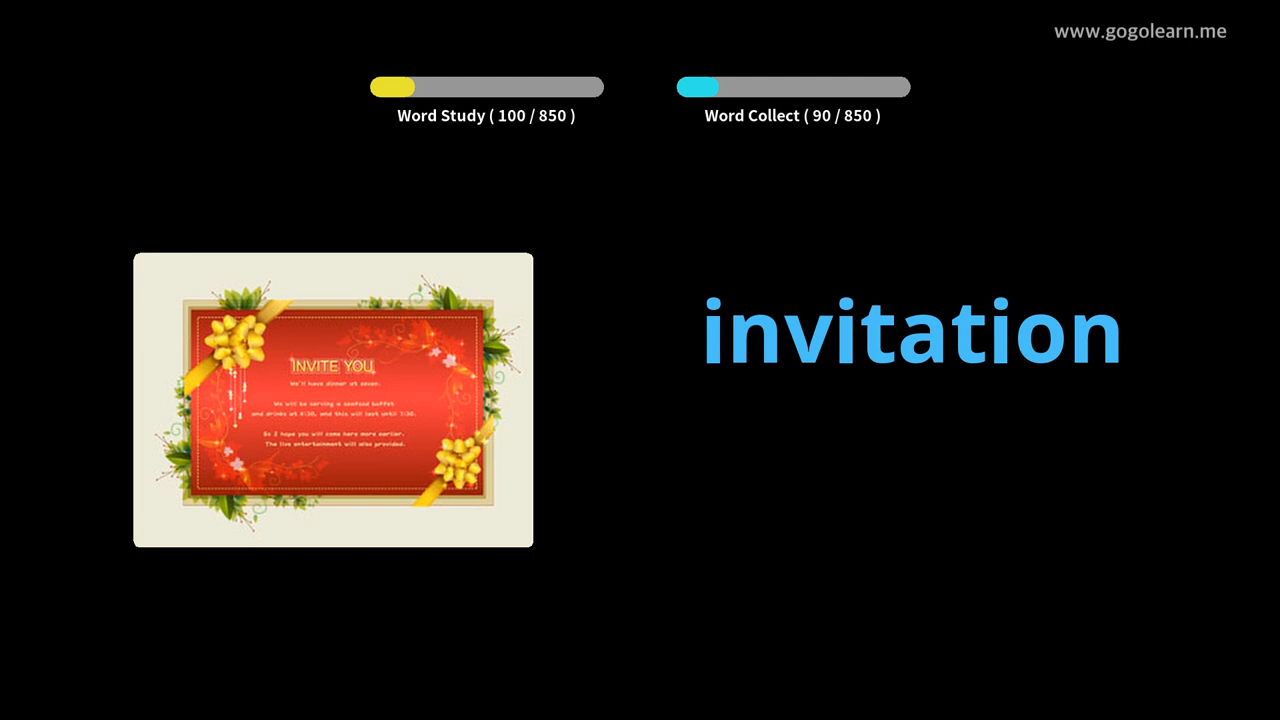 www.gogolearn.me
Word Study ( 100 / 850 )
Word Collect ( 90 / 850 )
INVITE YOU
We'll have dinner at seven.
We will be serving a seafood buffet
and drinks at 6:30, and this will last until 7:30.
So I hope you will come here more earlier.
The live entertainment will also provided.
invitation